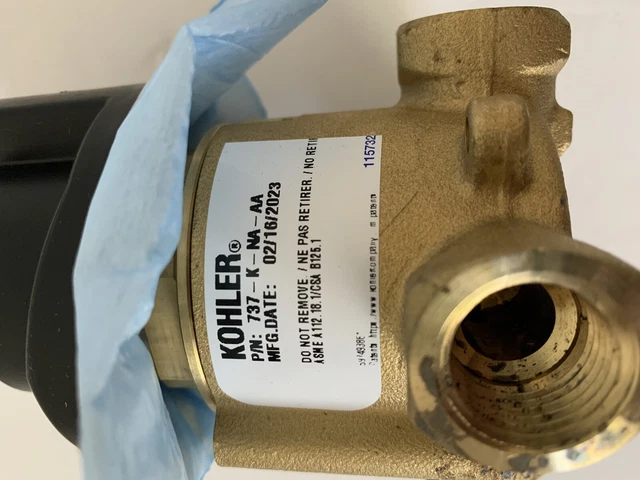 KOHLER®
P/N: 737-K-NA-AA
MFG.DATE: 02/16/2023
DO NOT REMOVE. / NE PAS RETIRER. / NO RETI
ASME A112.18.1/CSA B125.1
115732